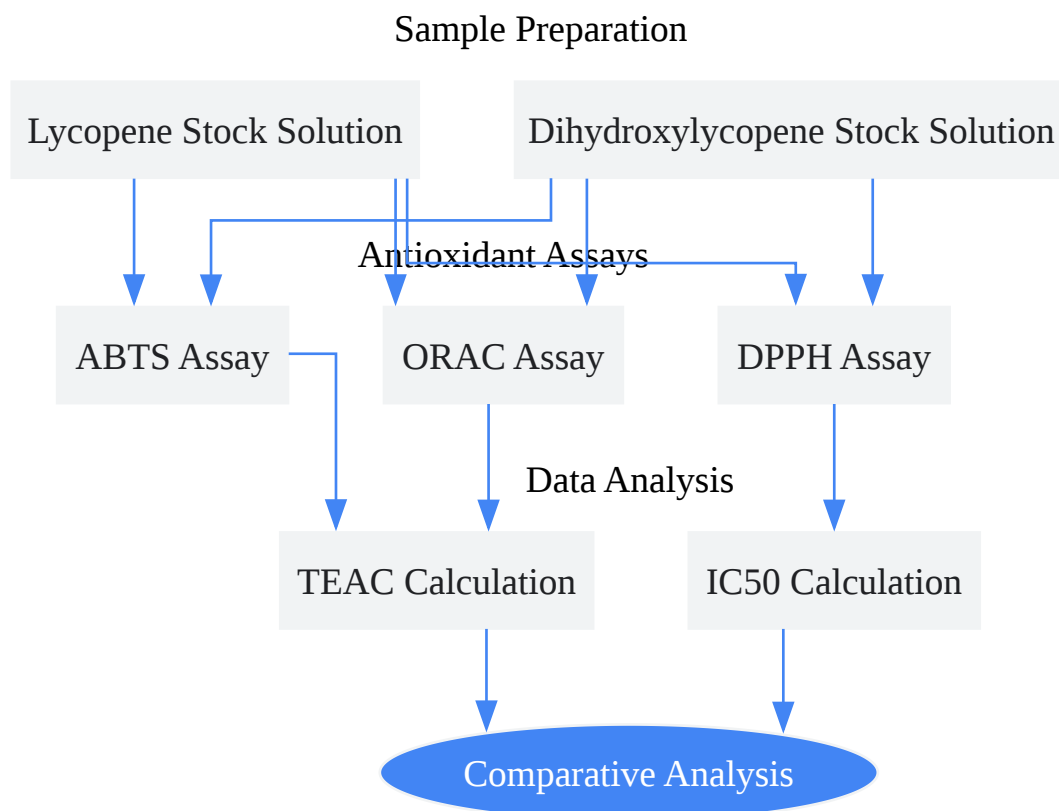 Sample Preparation
Lycopene Stock Solution
Dihydroxylycopene Stock Solution
Antioxidant Assays
ABTS Assay
ORAC Assay
DPPH Assay
Data Analysis
TEAC Calculation
IC50 Calculation
Comparative Analysis